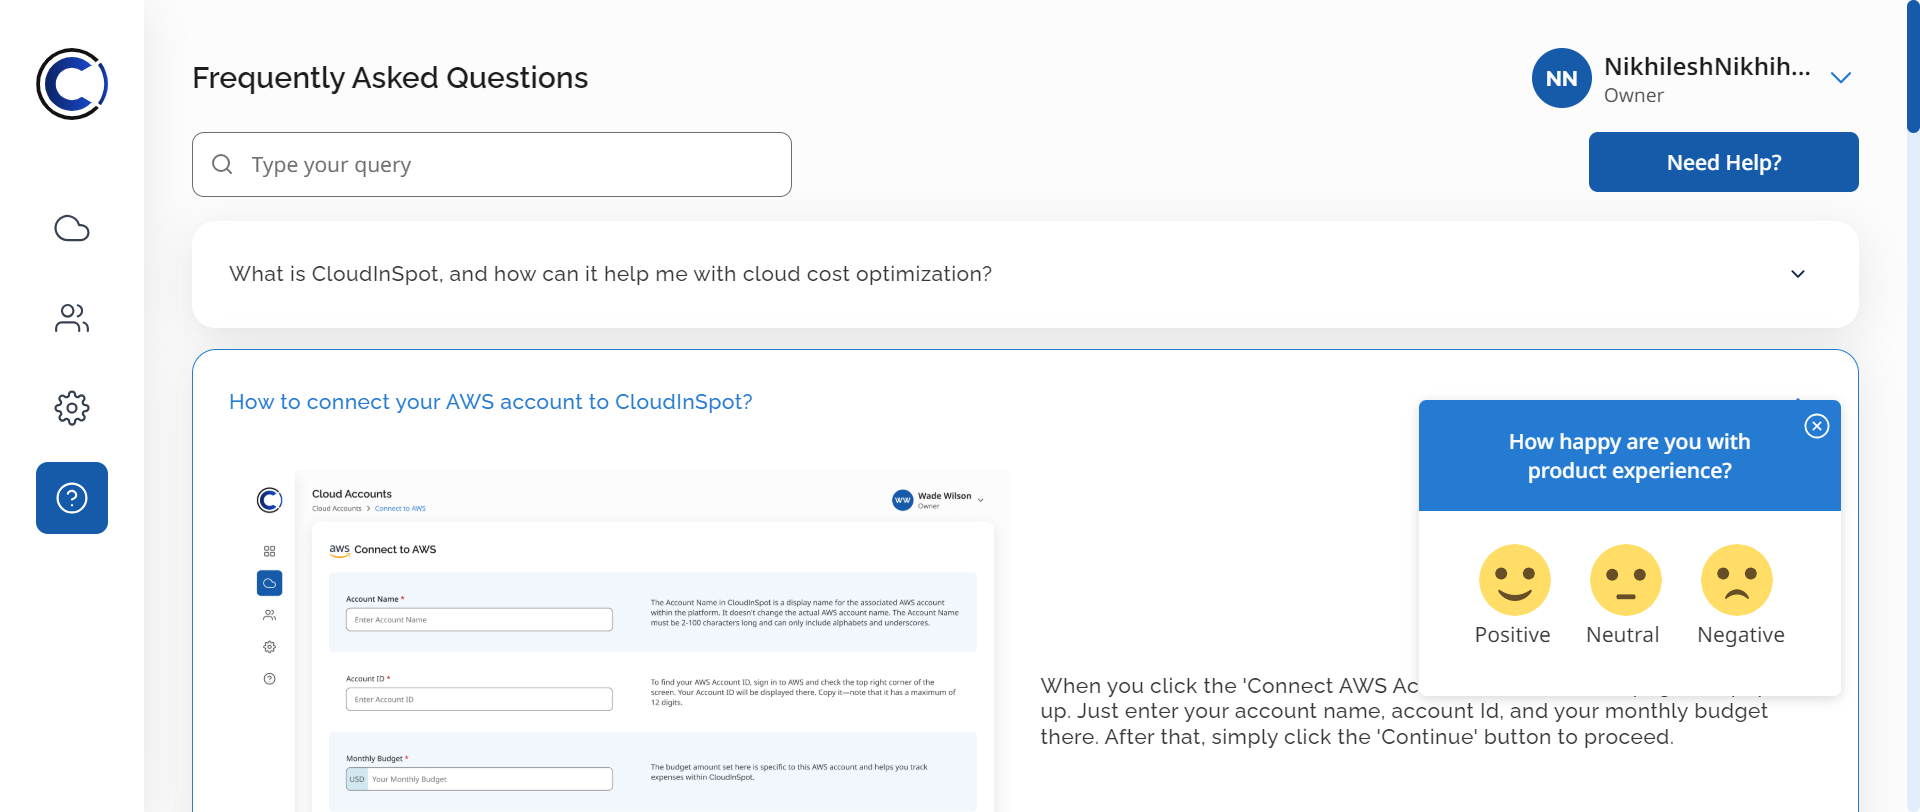 Frequently Asked Questions
NN
NikhileshNikhih...
Owner
Type your query
Need Help?
What is CloudInSpot, and how can it help me with cloud cost optimization?
How to connect your AWS account to CloudInSpot?
How happy are you with
product experience?
Positive
Neutral
Negative
Cloud Accounts
Cloud Accounts > Connect to AWS
WW
Wade Wilson
Owner
aws Connect to AWS
Account Name *
Enter Account Name
The Account Name in CloudInSpot is a display name for the associated AWS account
within the platform. It doesn't change the actual AWS account name. The Account Name
must be 2-100 characters long and can only include alphabets and underscores.
Account ID *
Enter Account ID
To find your AWS Account ID, sign in to AWS and check the top right corner of the
screen. Your Account ID will be displayed there. Copy it—note that it has a maximum of
12 digits.
Monthly Budget *
USD Your Monthly Budget
The budget amount set here is specific to this AWS account and helps you track
expenses within CloudInSpot.
When you click the 'Connect AWS Ac
up. Just enter your account name, account Id, and your monthly budget
there. After that, simply click the 'Continue' button to proceed.